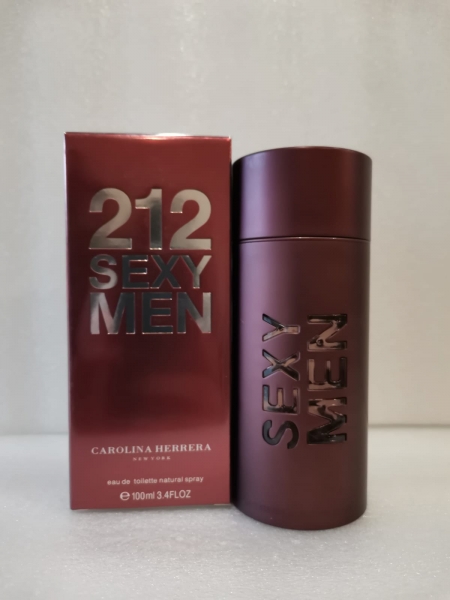 212
SEXY
MEN
CAROLINA HERRERA
NEW YORK
eau de toilette natural spray
℮ 100ml 3.4FLOZ
SEXY
MEN